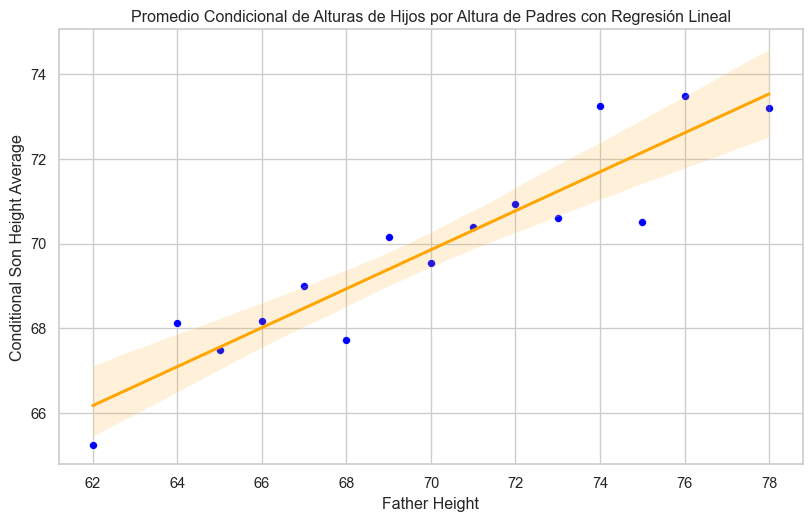 Promedio Condicional de Alturas de Hijos por Altura de Padres con Regresión Lineal
74
72
70
68
66
Conditional Son Height Average
62 64 66 68 70 72 74 76 78
Father Height